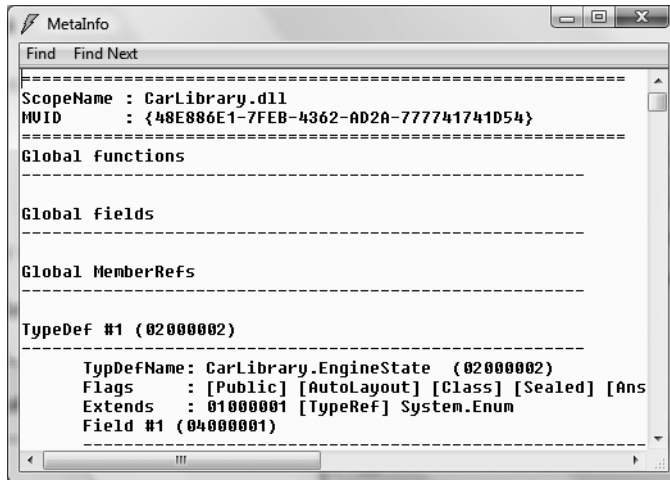 MetaInfo
Find Find Next
================================================================
ScopeName : CarLibrary.dll
MVID      : {48E886E1-7FEB-4362-AD2A-777741741D54}
================================================================
Global functions
------------------------------------------------------------
Global fields
------------------------------------------------------------
Global MemberRefs
------------------------------------------------------------
TypeDef #1 (02000002)
------------------------------------------------------------
TypDefName: CarLibrary.EngineState  (02000002)
Flags     : [Public] [AutoLayout] [Class] [Sealed] [Ans
Extends   : 01000001 [TypeRef] System.Enum
Field #1 (04000001)
------------------------------------------------------------